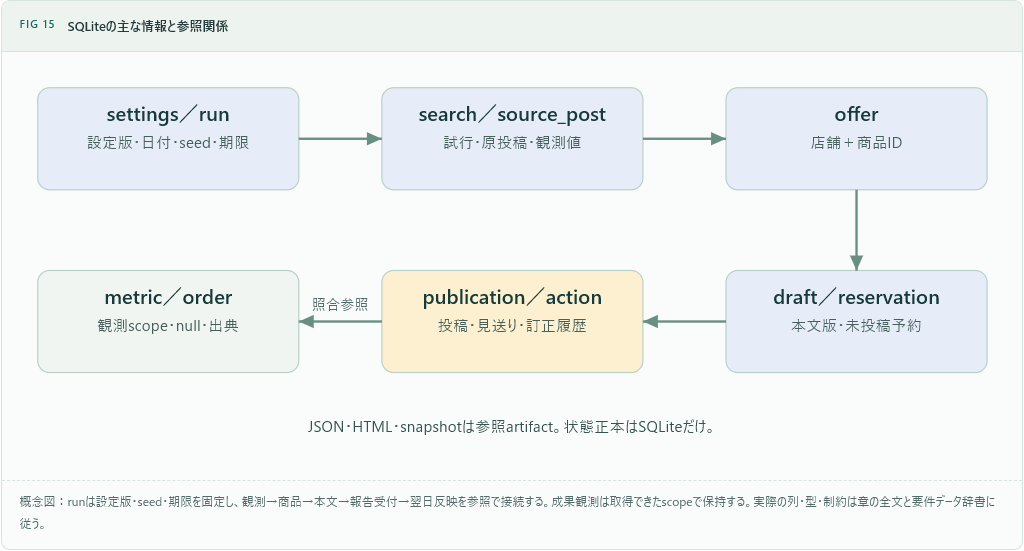 FIG 15 SQLiteの主な情報と参照関係
settings／run
設定版・日付・seed・期限
search／source_post
試行・原投稿・観測値
offer
店舗＋商品ID
metric／order
観測scope・null・出典
照合参照
publication／action
投稿・見送り・訂正履歴
draft／reservation
本文版・未投稿予約
JSON・HTML・snapshotは参照artifact。状態正本はSQLiteだけ。
概念図：runは設定版・seed・期限を固定し、観測→商品→本文→報告受付→翌日反映を参照で接続する。成果観測は取得できたscopeで保持する。実際の列・型・制約は章の全文と要件データ辞書に
従う。